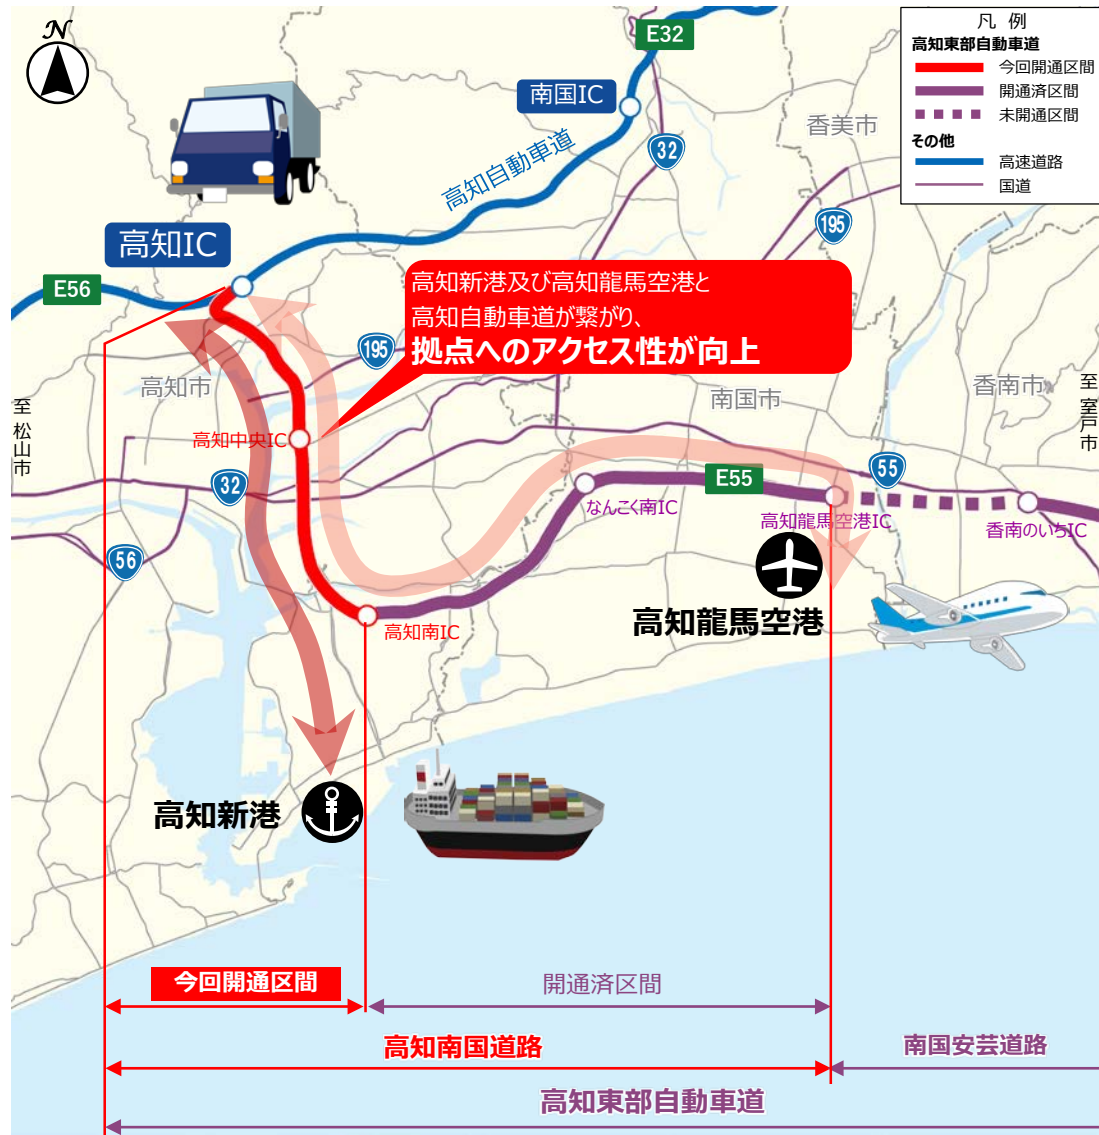 N
E32
凡 例
高知東部自動車道
今回開通区間
開通済区間
未開通区間
その他
高速道路
国道
南国IC
香美市
32
高知自動車道
195
高知IC
E56
高知新港及び高知龍馬空港と
高知自動車道が繋がり、
拠点へのアクセス性が向上
195
高知市
南国市
香南市
至 松山市
至 室戸市
高知中央IC
32
55
E55
なんこく南IC
高知龍馬空港IC
香南のいちIC
56
高知南IC
高知龍馬空港
高知新港
今回開通区間
開通済区間
高知南国道路
南国安芸道路
高知東部自動車道